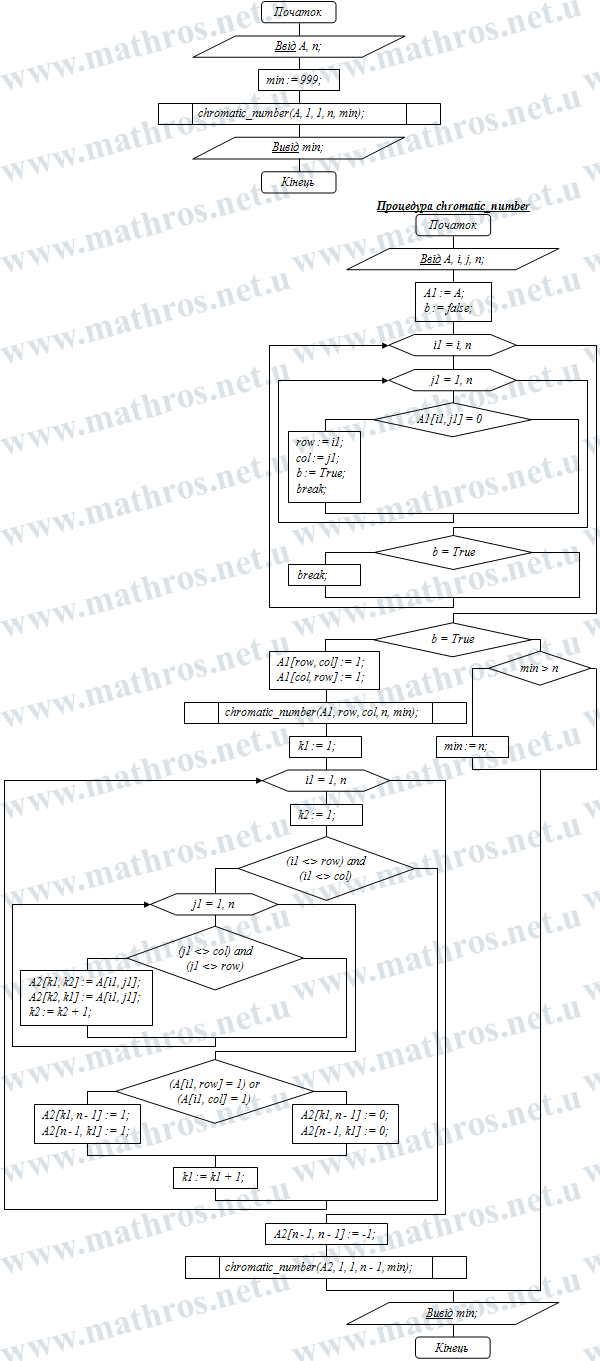 Початок
Ввід A, n;
min := 999;
chromatic_number(A, 1, 1, n, min);
Вивід min;
Кінець
Процедура chromatic_number
Початок
Ввід A, i, j, n;
A1 := A;
b := false;
i1 = i, n
j1 = 1, n
A1[i1, j1] = 0
row := i1;
col := j1;
b := True;
break;
b = True
break;
b = True
A1[row, col] := 1;
A1[col, row] := 1;
min > n
chromatic_number(A1, row, col, n, min);
k1 := 1;
min := n;
i1 = 1, n
k2 := 1;
(i1 <> row) and
(i1 <> col)
j1 = 1, n
(j1 <> col) and
(j1 <> row)
A2[k1, k2] := A[i1, j1];
A2[k2, k1] := A[i1, j1];
k2 := k2 + 1;
(A[i1, row] = 1) or
(A[i1, col] = 1)
A2[k1, n - 1] := 1;
A2[n - 1, k1] := 1;
A2[k1, n - 1] := 0;
A2[n - 1, k1] := 0;
k1 := k1 + 1;
A2[n - 1, n - 1] := -1;
chromatic_number(A2, 1, 1, n - 1, min);
Вивід min;
Кінець
www.mathros.net.u